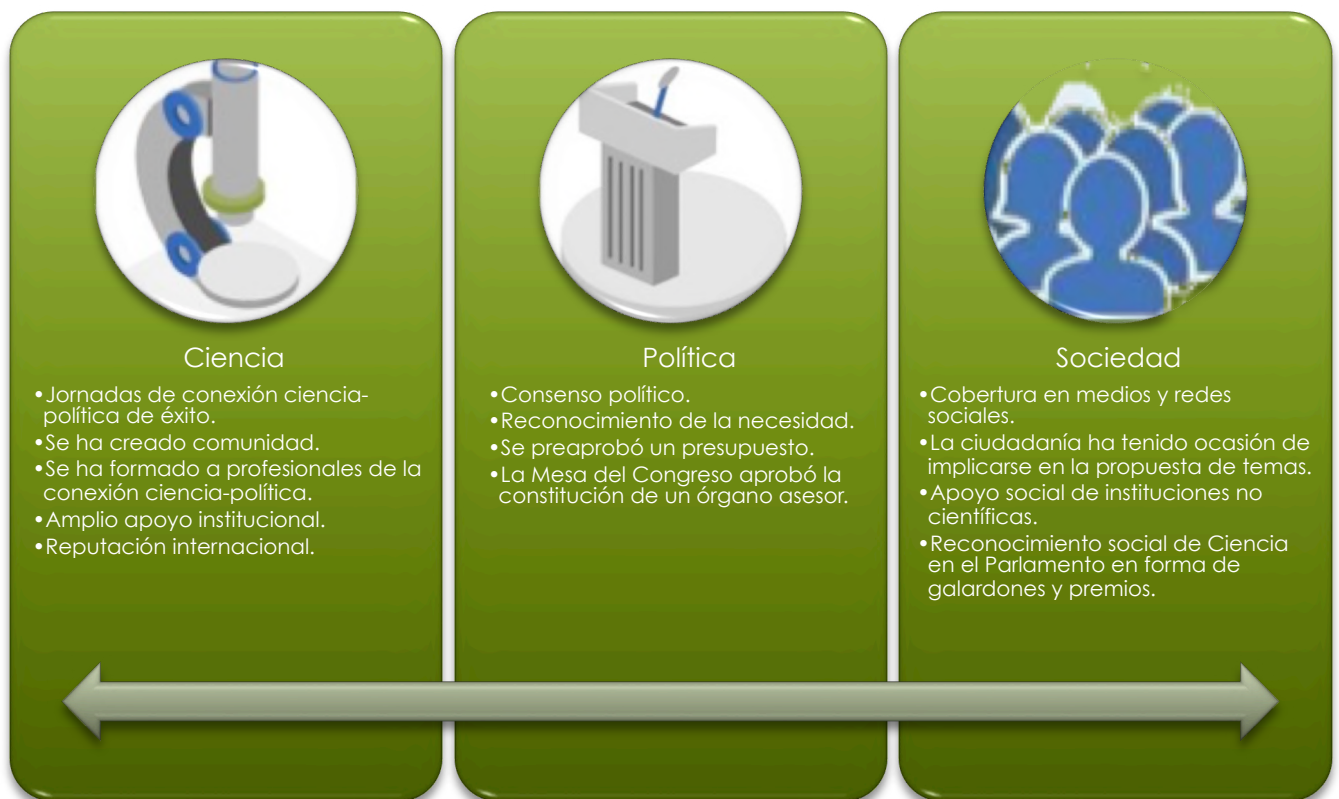 Ciencia
•Jornadas de conexión ciencia-
política de éxito.
•Se ha creado comunidad.
•Se ha formado a profesionales de la
conexión ciencia-política.
•Amplio apoyo institucional.
•Reputación internacional.
Política
•Consenso político.
•Reconocimiento de la necesidad.
•Se preaprobó un presupuesto.
•La Mesa del Congreso aprobó la
constitución de un órgano asesor.
Sociedad
•Cobertura en medios y redes
sociales.
•La ciudadanía ha tenido ocasión de
implicarse en la propuesta de temas.
•Apoyo social de instituciones no
científicas.
•Reconocimiento social de Ciencia
en el Parlamento en forma de
galardones y premios.